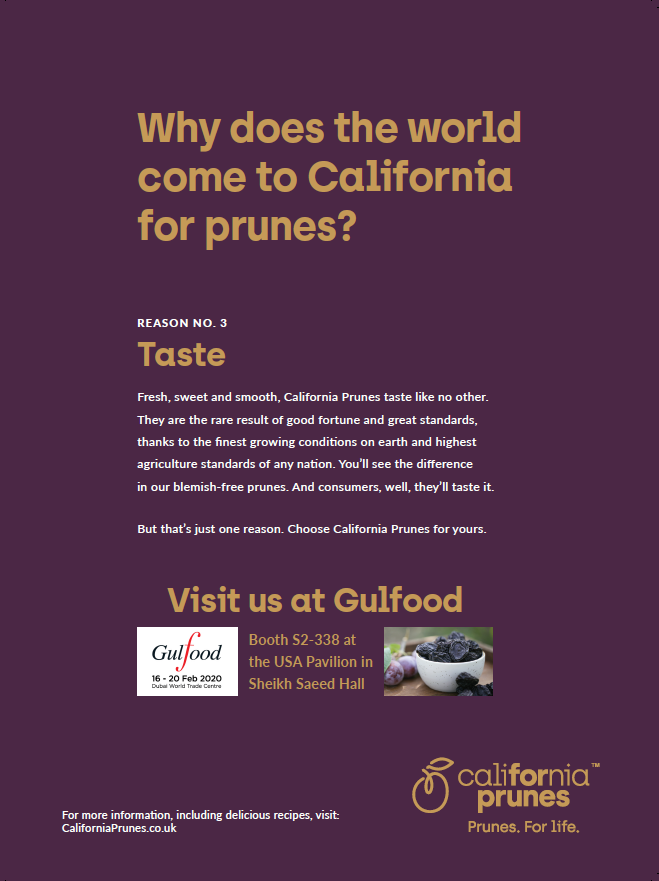 Why does the world
come to California
for prunes?
REASON NO. 3
Taste
Fresh, sweet and smooth, California Prunes taste like no other.
They are the rare result of good fortune and great standards,
thanks to the finest growing conditions on earth and highest
agriculture standards of any nation. You’ll see the difference
in our blemish-free prunes. And consumers, well, they’ll taste it.
But that’s just one reason. Choose California Prunes for yours.
Visit us at Gulfood
Gulfood
16 - 20 Feb 2020
Dubai World Trade Centre
Booth S2-338 at
the USA Pavilion in
Sheikh Saeed Hall
california™
prunes
Prunes. For life.
For more information, including delicious recipes, visit:
CaliforniaPrunes.co.uk